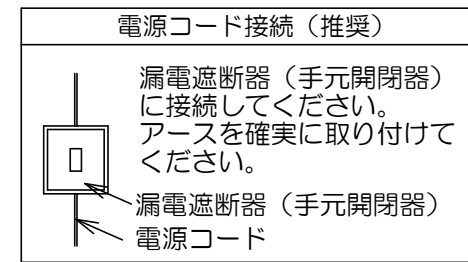 電源コード接続（推奨）
漏電遮断器（手元開閉器）
に接続してください。
アースを確実に取り付けて
ください。
漏電遮断器（手元開閉器）
電源コード